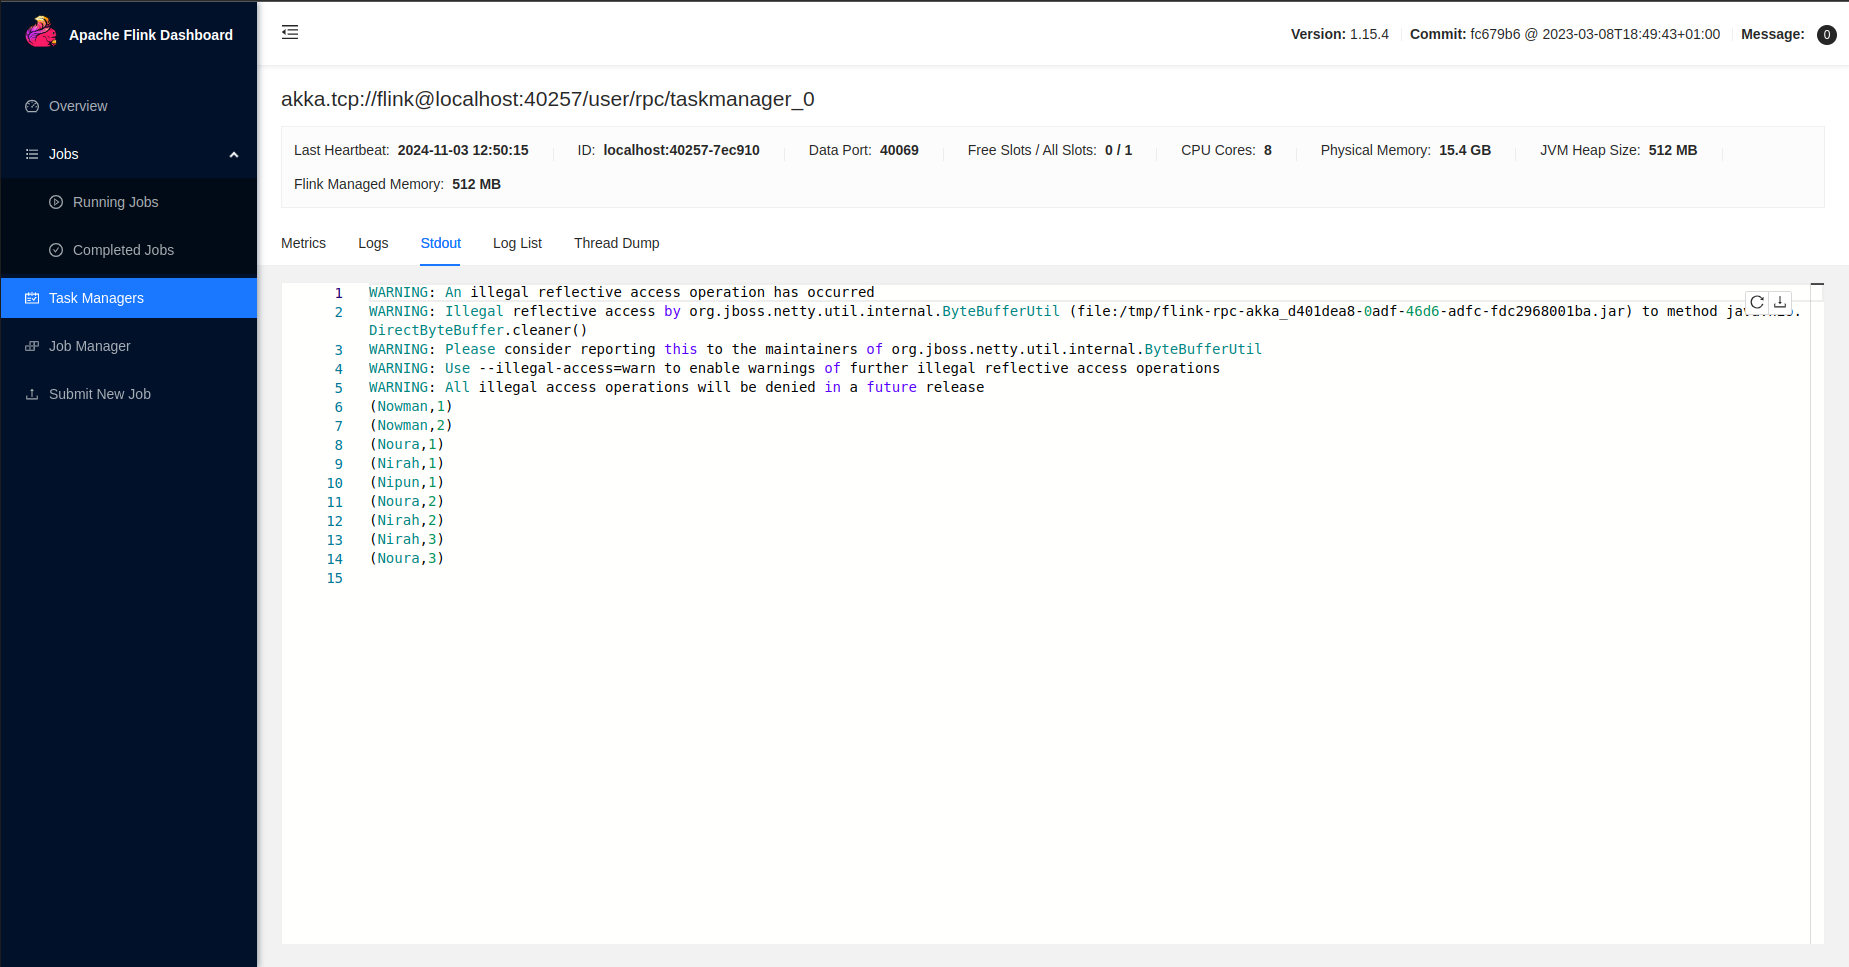 Apache Flink Dashboard
Version: 1.15.4 Commit: fc679b6 @ 2023-03-08T18:49:43+01:00 Message: 0
Overview
Jobs
Running Jobs
Completed Jobs
Task Managers
Job Manager
Submit New Job
akka.tcp://flink@localhost:40257/user/rpc/taskmanager_0
Last Heartbeat: 2024-11-03 12:50:15 ID: localhost:40257-7ec910 Data Port: 40069 Free Slots / All Slots: 0 / 1 CPU Cores: 8 Physical Memory: 15.4 GB JVM Heap Size: 512 MB
Flink Managed Memory: 512 MB
Metrics Logs Stdout Log List Thread Dump
1 WARNING: An illegal reflective access operation has occurred
2 WARNING: Illegal reflective access by org.jboss.netty.util.internal.ByteBufferUtil (file:/tmp/flink-rpc-akka_d401dea8-0adf-46d6-adfc-fdc2968001ba.jar) to method
DirectByteBuffer.cleaner()
3 WARNING: Please consider reporting this to the maintainers of org.jboss.netty.util.internal.ByteBufferUtil
4 WARNING: Use --illegal-access=warn to enable warnings of further illegal reflective access operations
5 WARNING: All illegal access operations will be denied in a future release
6 (Nowman,1)
7 (Nowman,2)
8 (Noura,1)
9 (Nirah,1)
10 (Nipun,1)
11 (Noura,2)
12 (Nirah,2)
13 (Nirah,3)
14 (Noura,3)
15